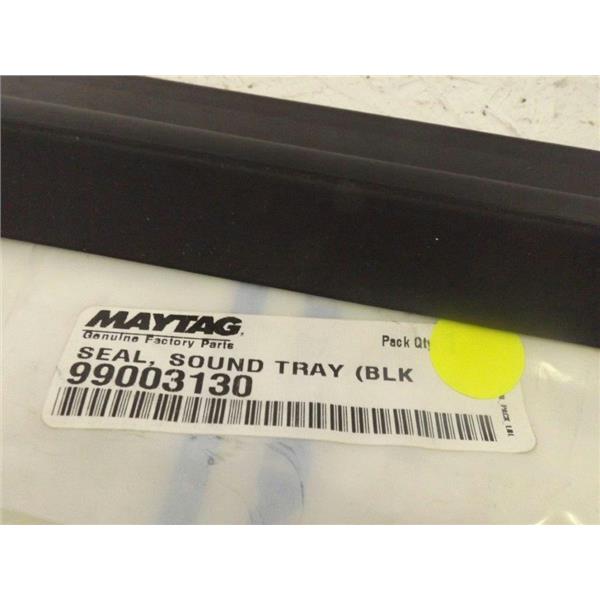 MAYTAG
Genuine Factory Parts
Pack Qty
SEAL, SOUND TRAY (BLK
99003130